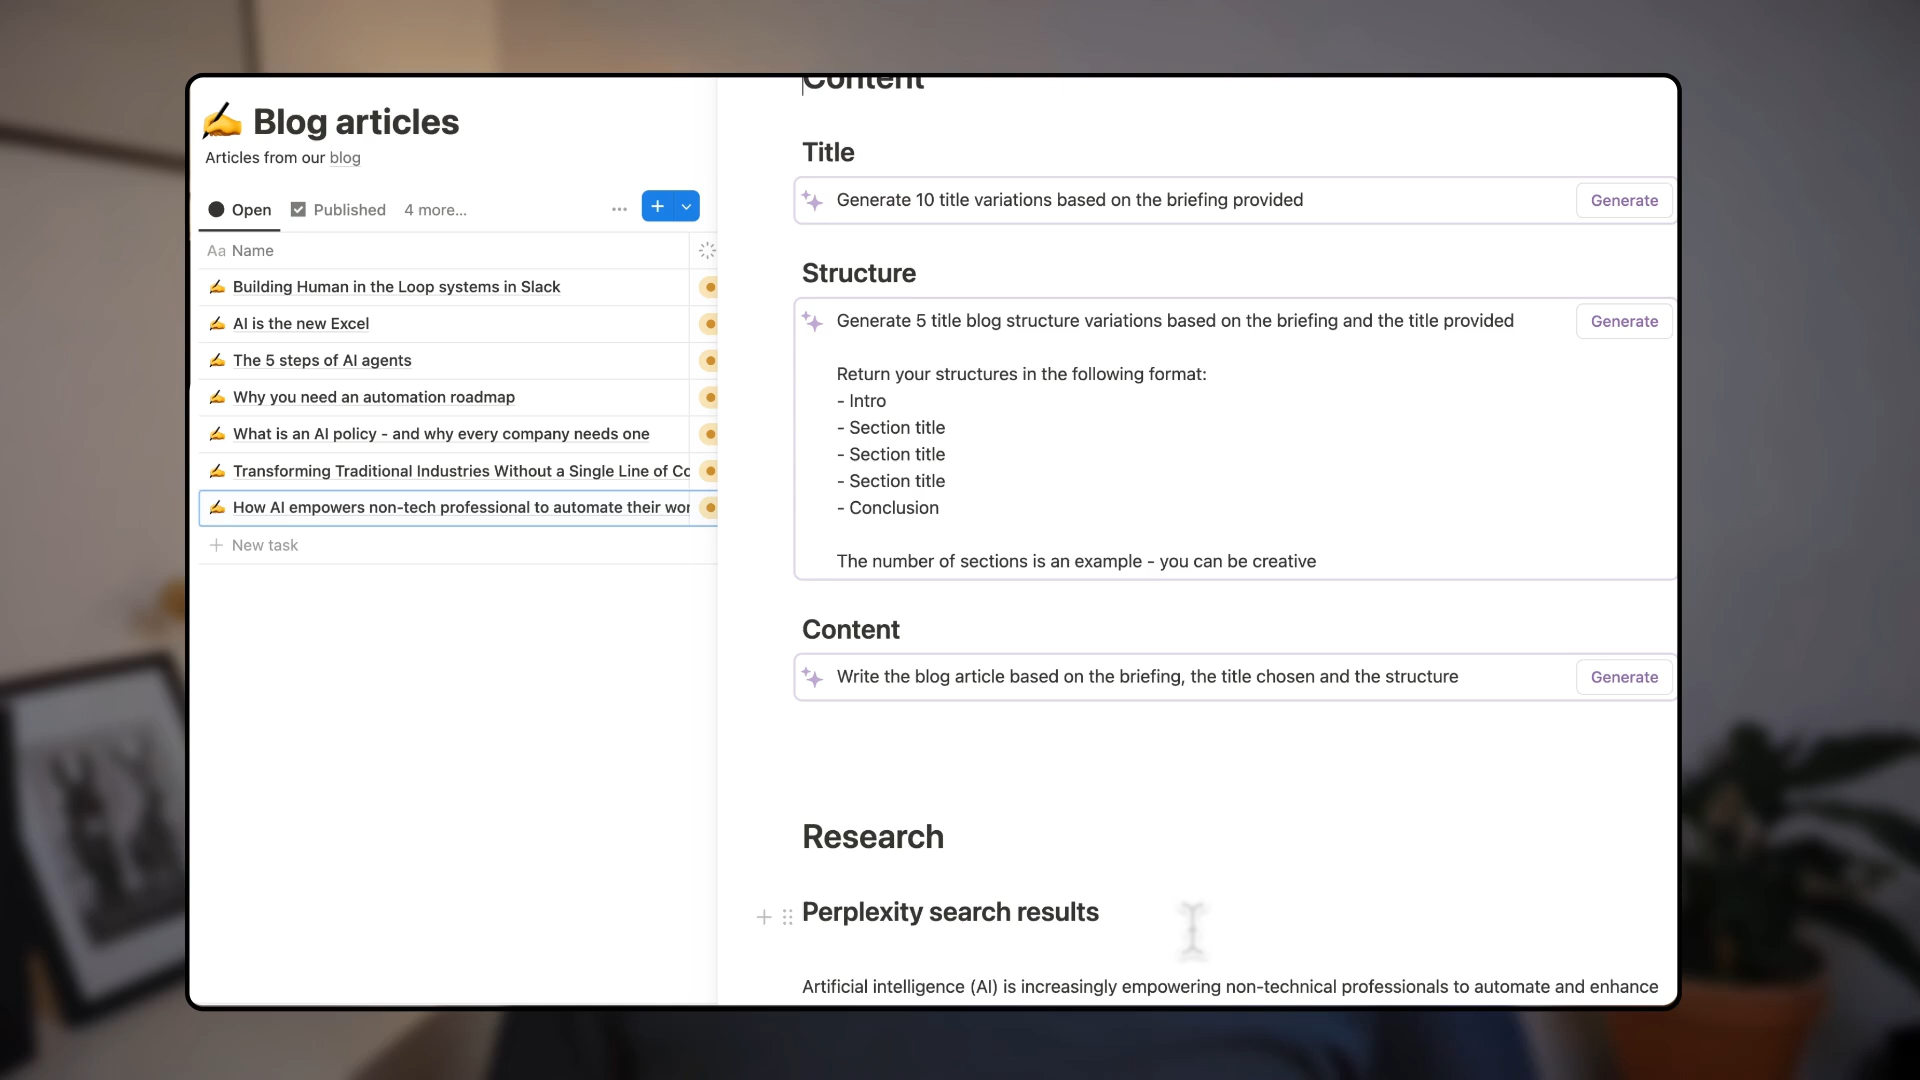 Blog articles
Articles from our blog
Open
Published
4 more...
Aa Name
Building Human in the Loop systems in Slack
AI is the new Excel
The 5 steps of AI agents
Why you need an automation roadmap
What is an AI policy - and why every company needs one
Transforming Traditional Industries Without a Single Line of Co
How AI empowers non-tech professional to automate their wor
New task
Content
Title
Generate 10 title variations based on the briefing provided
Generate
Structure
Generate 5 title blog structure variations based on the briefing and the title provided
Generate
Return your structures in the following format:
- Intro
- Section title
- Section title
- Section title
- Conclusion
The number of sections is an example - you can be creative
Content
Write the blog article based on the briefing, the title chosen and the structure
Generate
Research
Perplexity search results
Artificial intelligence (AI) is increasingly empowering non-technical professionals to automate and enhance